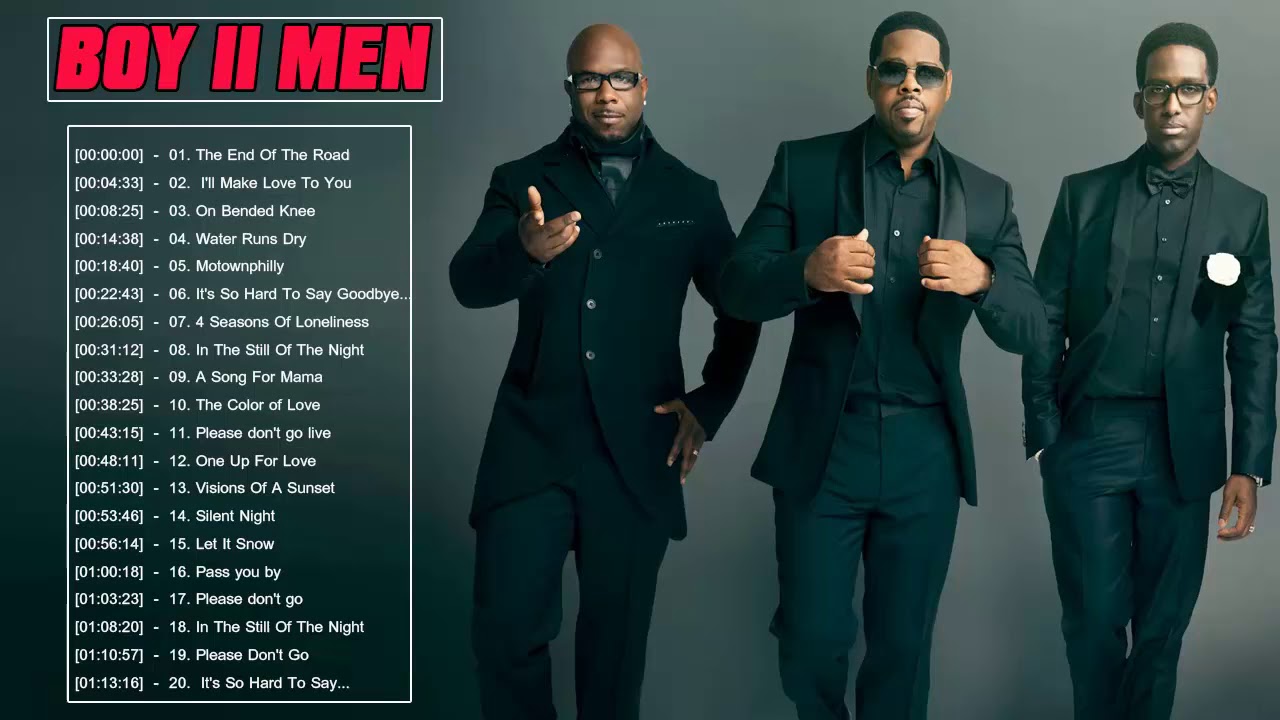 BOY II MEN
[00:00:00] - 01. The End Of The Road
[00:04:33] - 02. I'll Make Love To You
[00:08:25] - 03. On Bended Knee
[00:14:38] - 04. Water Runs Dry
[00:18:40] - 05. Motownphilly
[00:22:43] - 06. It's So Hard To Say Goodbye...
[00:26:05] - 07. 4 Seasons Of Loneliness
[00:31:12] - 08. In The Still Of The Night
[00:33:28] - 09. A Song For Mama
[00:38:25] - 10. The Color of Love
[00:43:15] - 11. Please don't go live
[00:48:11] - 12. One Up For Love
[00:51:30] - 13. Visions Of A Sunset
[00:53:46] - 14. Silent Night
[00:56:14] - 15. Let It Snow
[01:00:18] - 16. Pass you by
[01:03:23] - 17. Please don't go
[01:08:20] - 18. In The Still Of The Night
[01:10:57] - 19. Please Don't Go
[01:13:16] - 20. It's So Hard To Say...